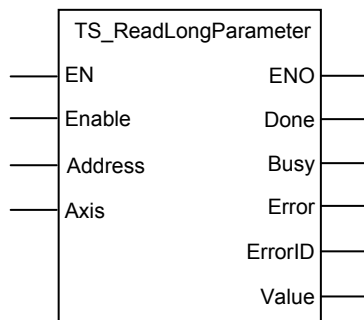 TS_ReadLongParameter
EN ENO
Enable Done
Address Busy
Axis Error
ErrorID
Value